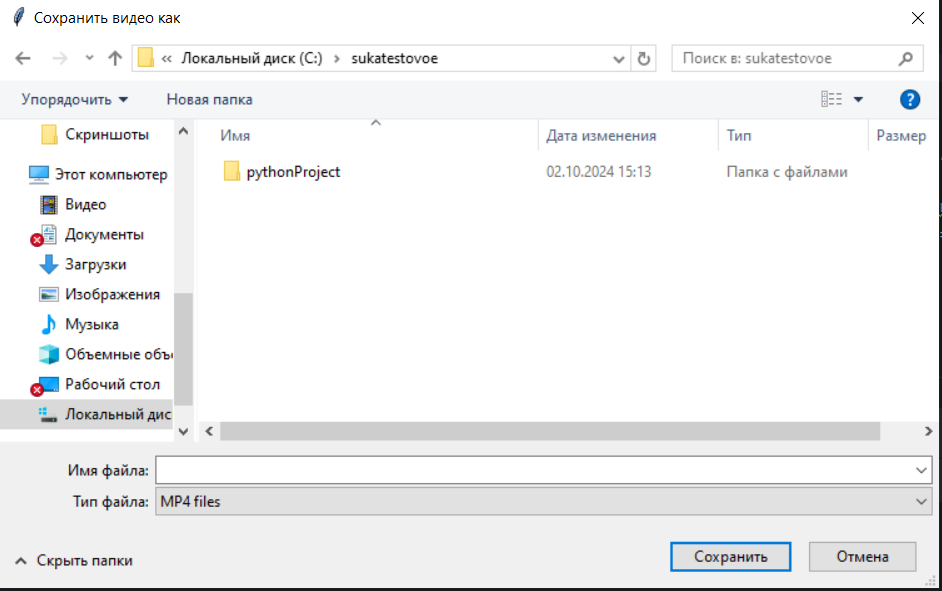 Сохранить видео как
« Локальный диск (C:) › sukatestovoe
Поиск в: sukatestovoe
Упорядочить
Новая папка
Скриншоты
Этот компьютер
Видео
Документы
Загрузки
Изображения
Музыка
Объемные объ
Рабочий стол
Локальный дис
Имя Дата изменения Тип Размер
pythonProject 02.10.2024 15:13 Папка с файлами
Имя файла:
Тип файла: MP4 files
Скрыть папки
Сохранить
Отмена